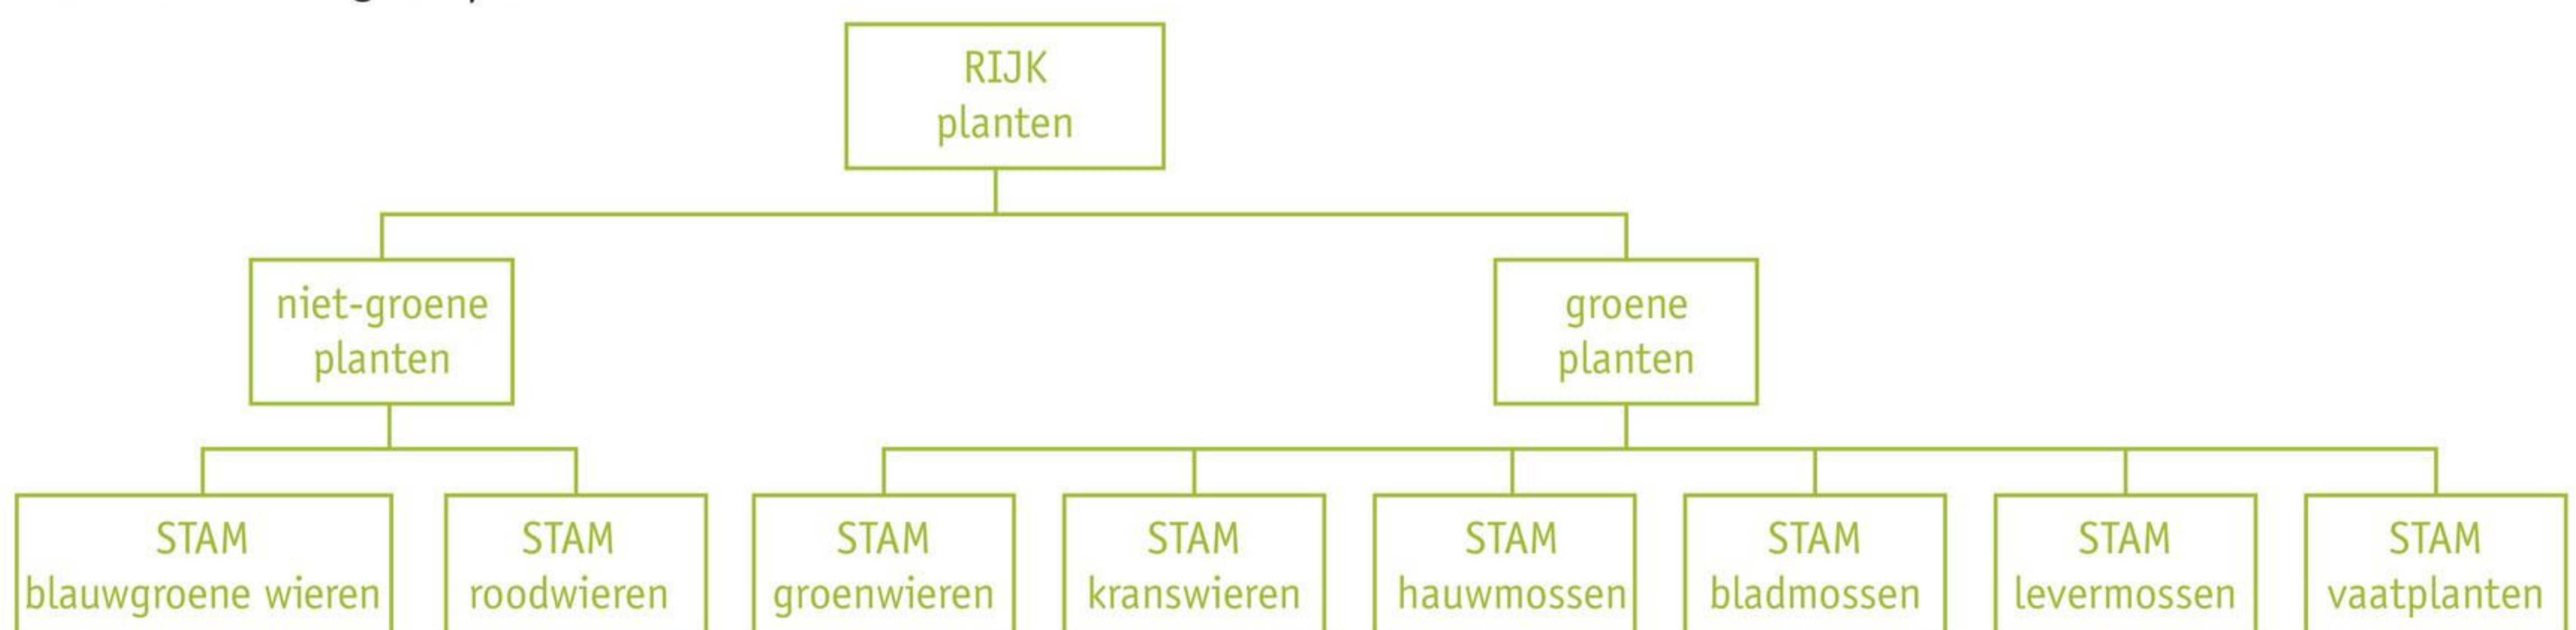 RIJK
planten
niet-groene
planten
groene
planten
STAM
blauwgroene wieren
STAM
roodwieren
STAM
groenwieren
STAM
kranswieren
STAM
hauwmossen
STAM
bladmossen
STAM
levermossen
STAM
vaatplanten